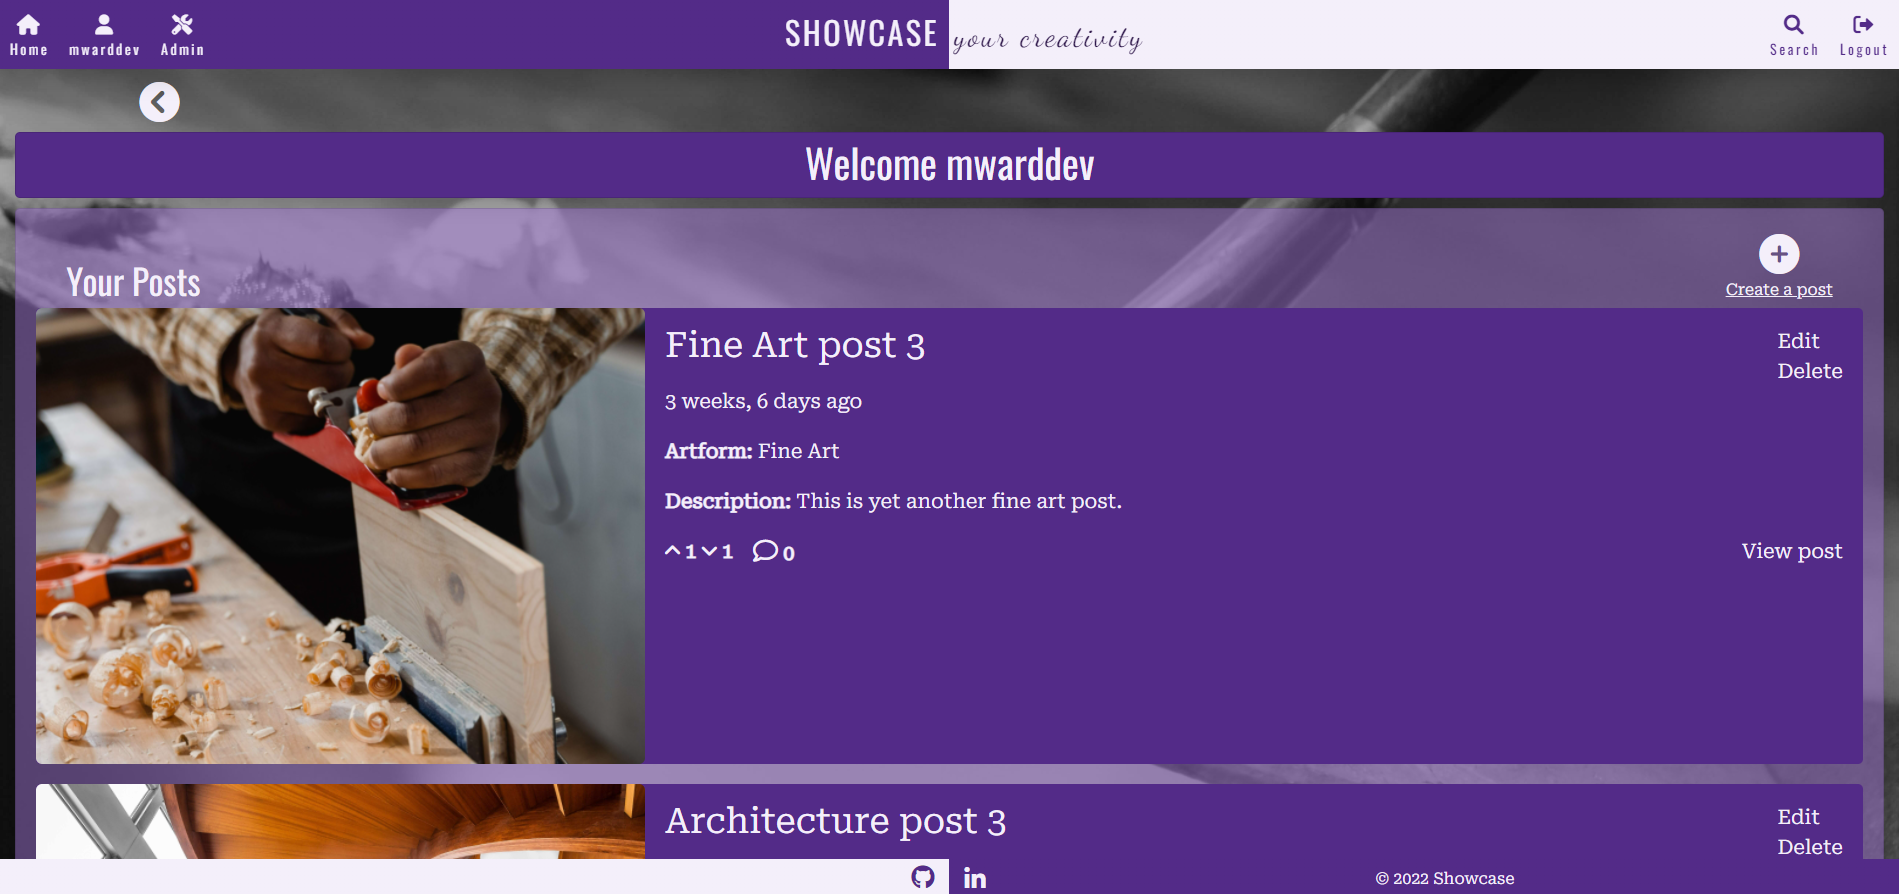 Home
mwarddev
Admin
SHOWCASE your creativity
Search
Logout
Welcome mwarddev
Your Posts
Create a post
Fine Art post 3
Edit
Delete
3 weeks, 6 days ago
Artform: Fine Art
Description: This is yet another fine art post.
1 1 0
View post
Architecture post 3
Edit
Delete
in
© 2022 Showcase